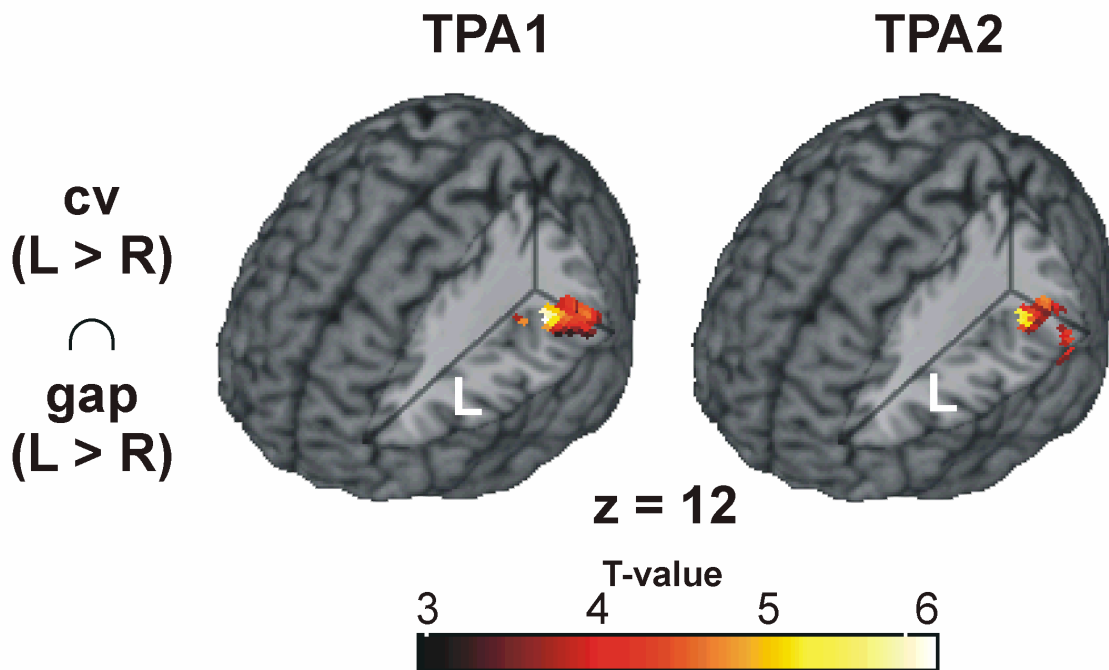 TPA1 TPA2
cv
(L > R)
∩
gap
(L > R)
L L
z = 12
T-value
3 4 5 6